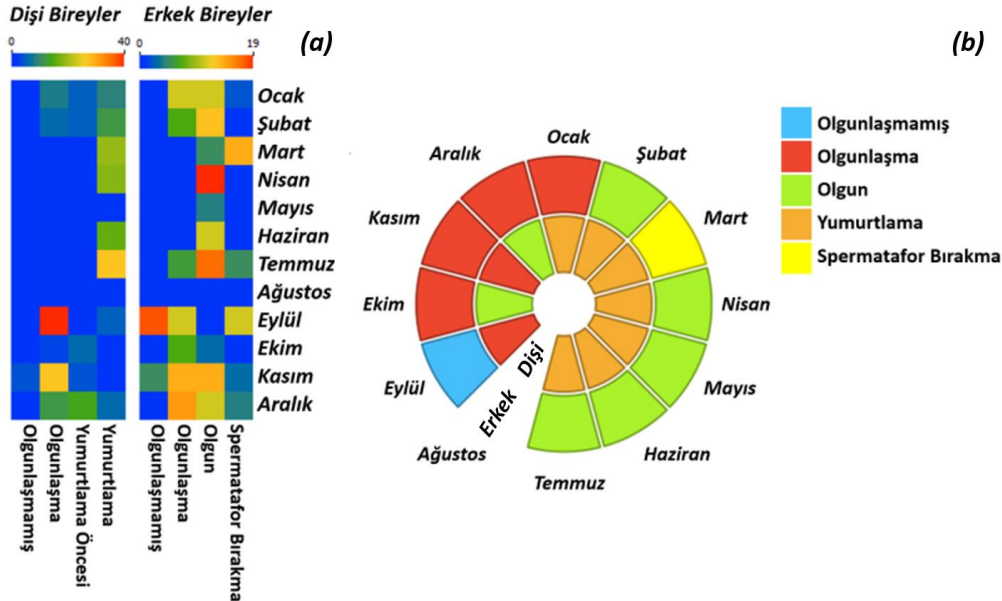 Dişi Bireyler
Erkek Bireyler
0
40
0
19
(a)
Ocak
Şubat
Mart
Nisan
Mayıs
Haziran
Temmuz
Ağustos
Eylül
Ekim
Kasım
Aralık
Olgunlaşmamış
Olgunlaşma
Yumurtlama Öncesi
Yumurtlama
Olgunlaşmamış
Olgunlaşma
Olgun
Spermatafor Bırakma
(b)
Ocak
Şubat
Mart
Nisan
Mayıs
Haziran
Temmuz
Ağustos
Eylül
Ekim
Kasım
Aralık
Dişi
Erkek
Olgunlaşmamış
Olgunlaşma
Olgun
Yumurtlama
Spermatafor Bırakma